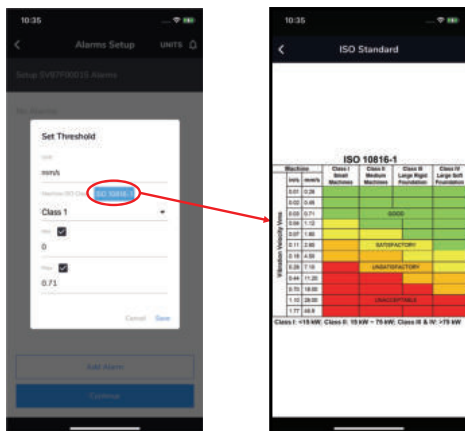 10:35
Alarms Setup UNITS
Setup SV97F00015 Alarms
Set Threshold
Unit
mm/s
ISO 10816-1
Class 1
Min
0
Max
0.71
Cancel Save
Add Alarm
Continue
10:35
ISO Standard
ISO 10816-1
Machine Class I Class II Class III Class IV
Small Medium Large Rigid Large Soft
in/s mm/s Machines Machines Foundation Foundation
Vibration Velocity Vrms
0.01 0.28
0.02 0.45
0.03 0.71 GOOD
0.04 1.12
0.07 1.80
0.11 2.80 SATISFACTORY
0.18 4.50
0.28 7.10 UNSATISFACTORY
0.44 11.20
0.70 18.00
1.10 28.00 UNACCEPTABLE
1.77 45.9
Class I: <15 kW, Class II: 15 kW ~ 75 kW, Class III & IV: >75 kW